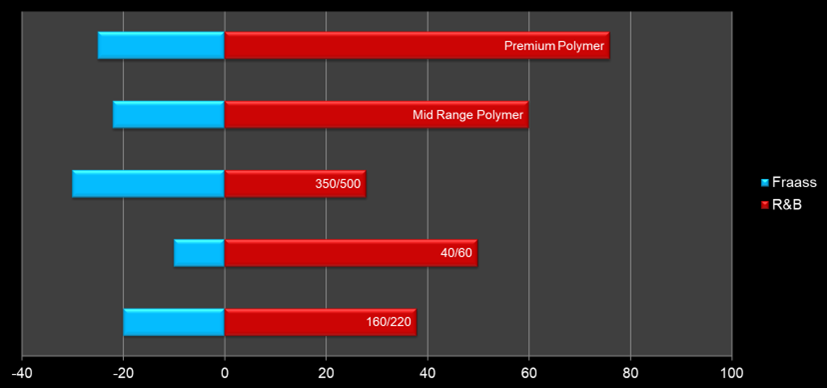 Premium Polymer
Mid Range Polymer
350/500
Fraass
R&B
40/60
160/220
-40 -20 0 20 40 60 80 100